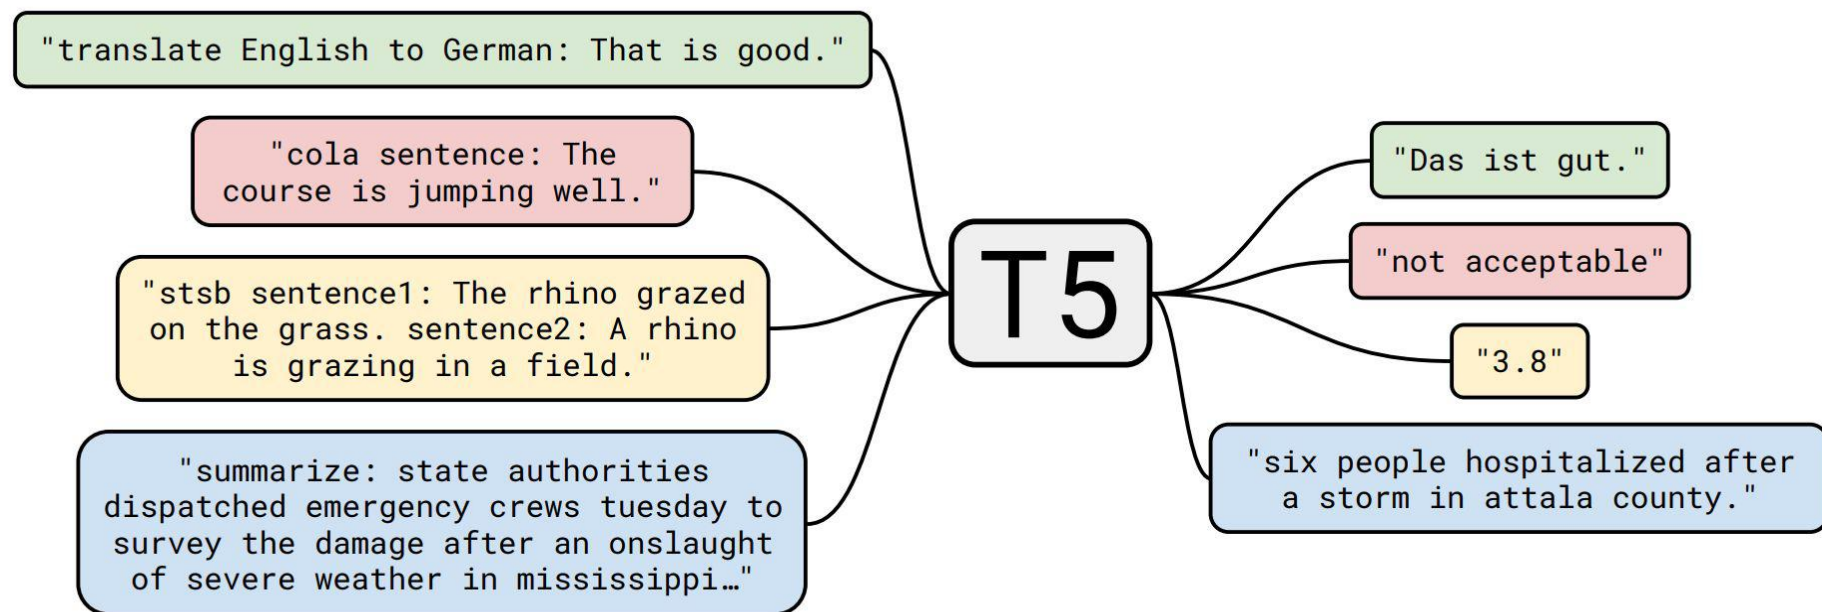 "translate English to German: That is good."
"cola sentence: The
course is jumping well."
"stsb sentence1: The rhino grazed
on the grass. sentence2: A rhino
is grazing in a field."
"summarize: state authorities
dispatched emergency crews tuesday to
survey the damage after an onslaught
of severe weather in mississippi…"
T5
"Das ist gut."
"not acceptable"
"3.8"
"six people hospitalized after
a storm in attala county."